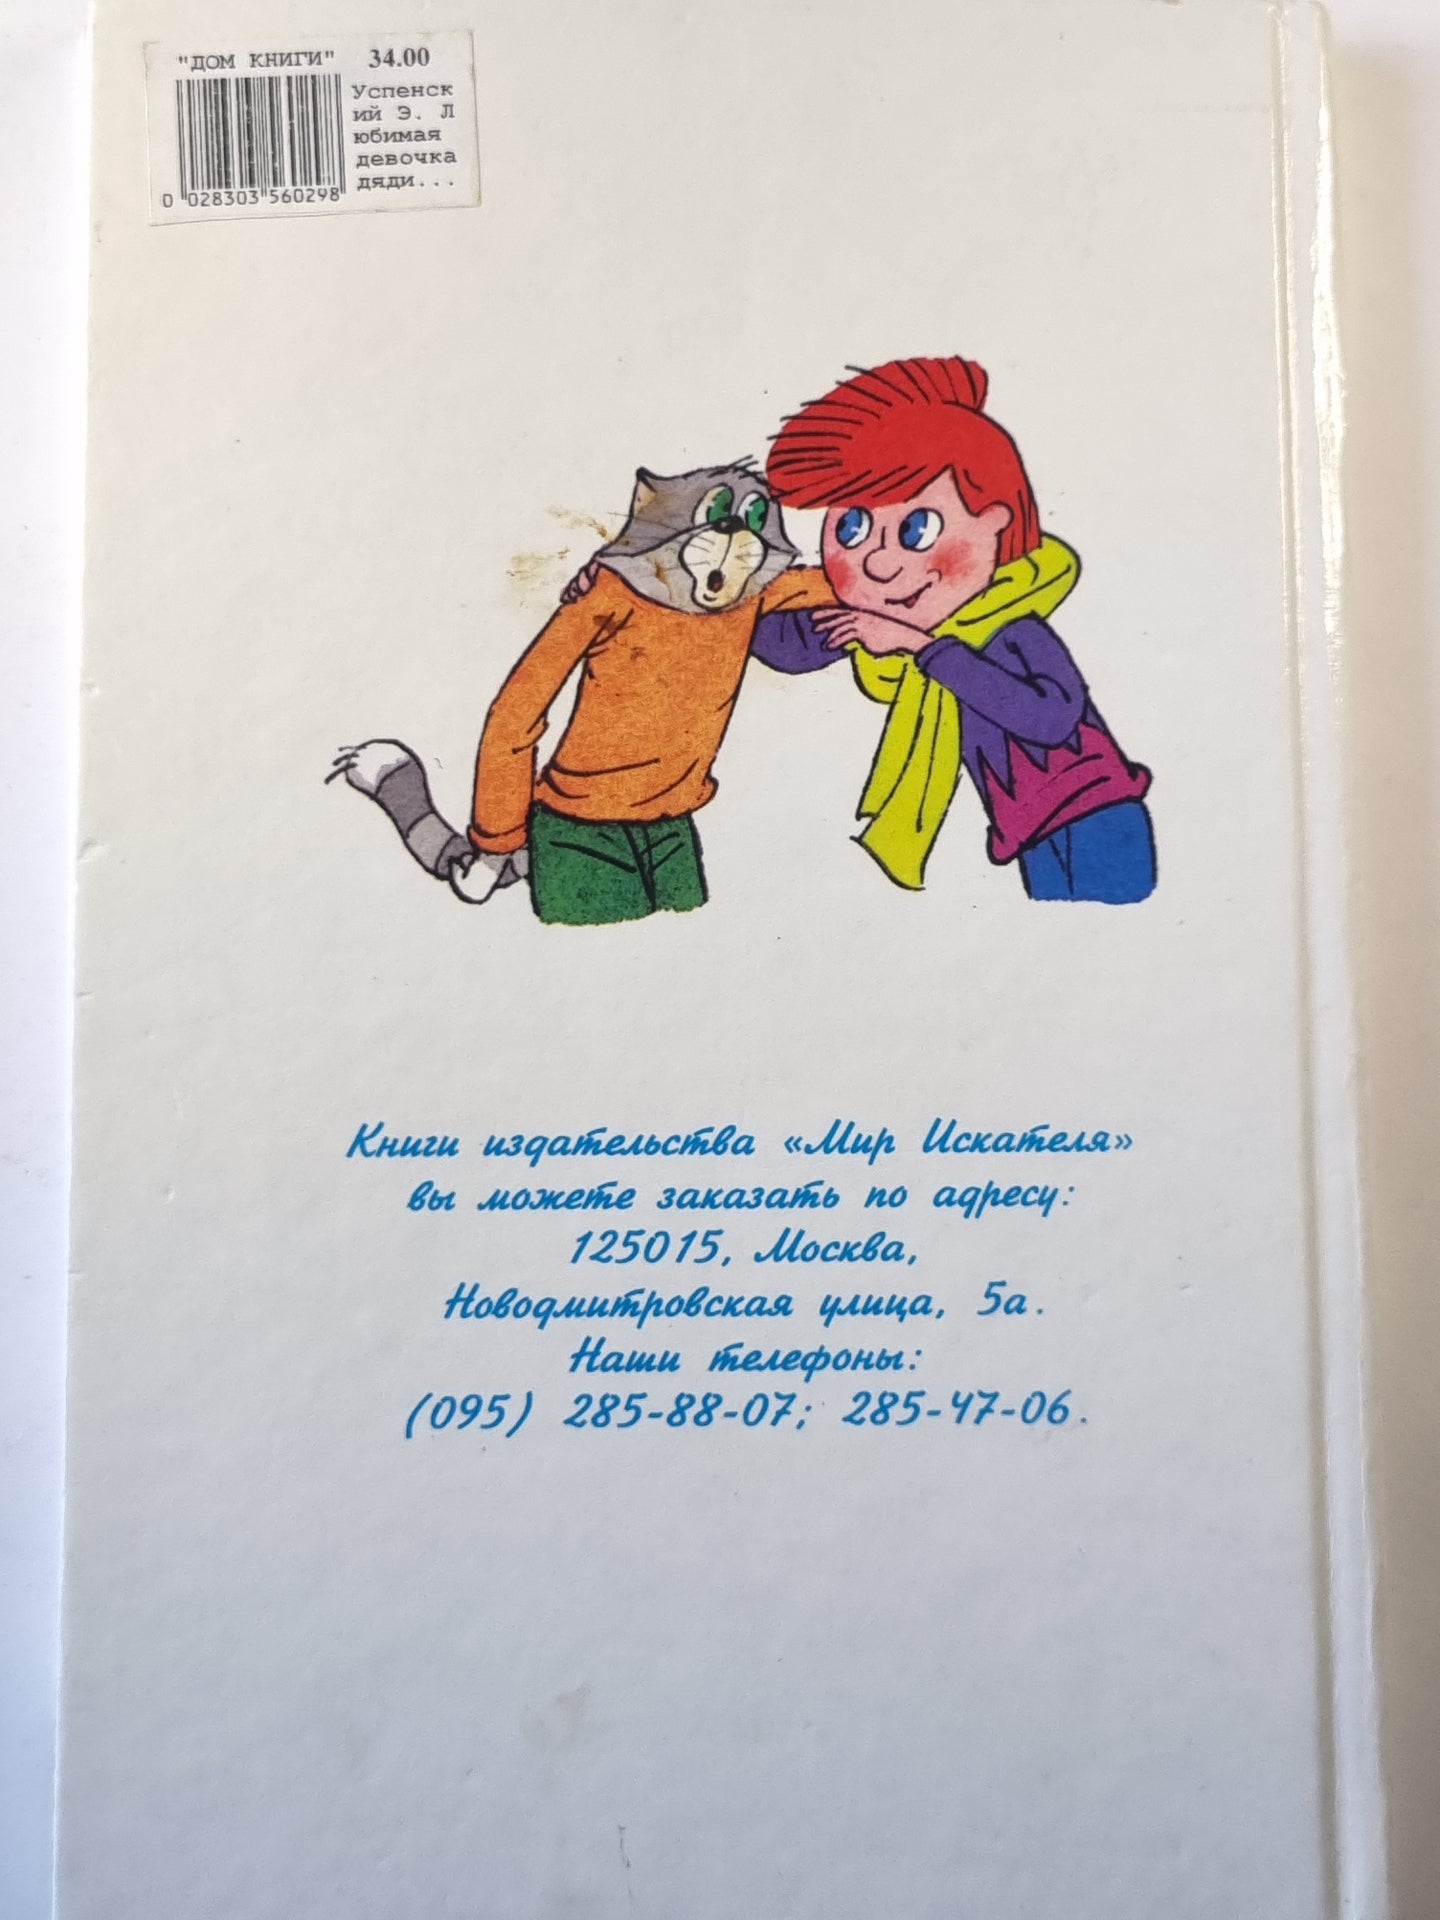 "ДОМ КНИГИ" 34.00
Успенск
ий Э. Л
юбимая
девочка
дяди...
0 028303 560298
Книги издательства «Мир Искателя»
вы можете заказать по адресу:
125015, Москва,
Новодмитровская улица, 5а.
Наши телефоны:
(095) 285-88-07; 285-47-06.